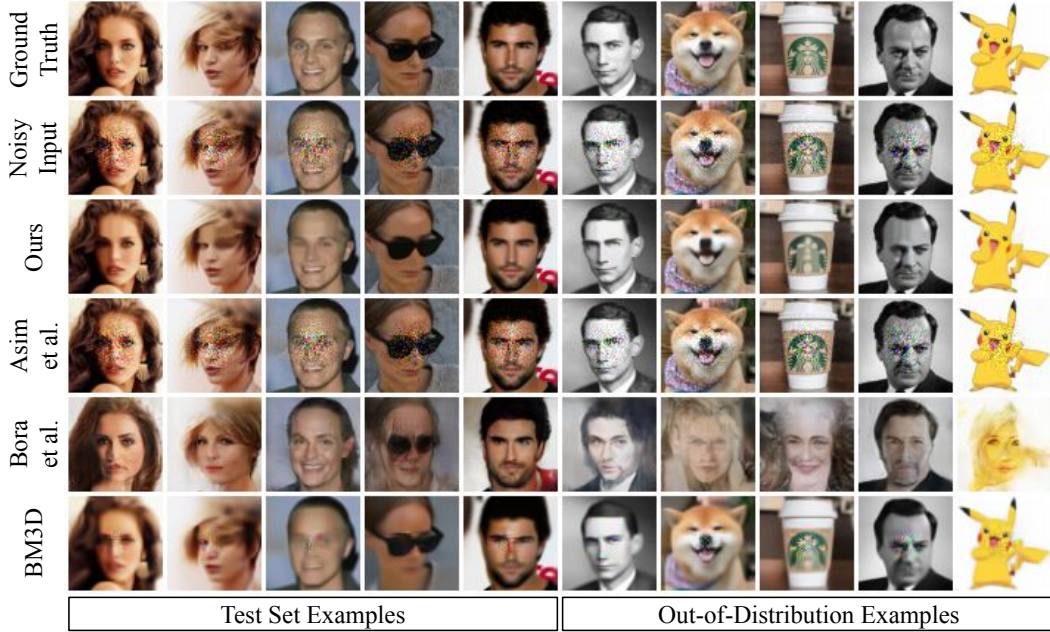 Ground
Truth
Noisy
Input
Ours
Asim
et al.
Bora
et al.
BM3D
Test Set Examples
Out-of-Distribution Examples